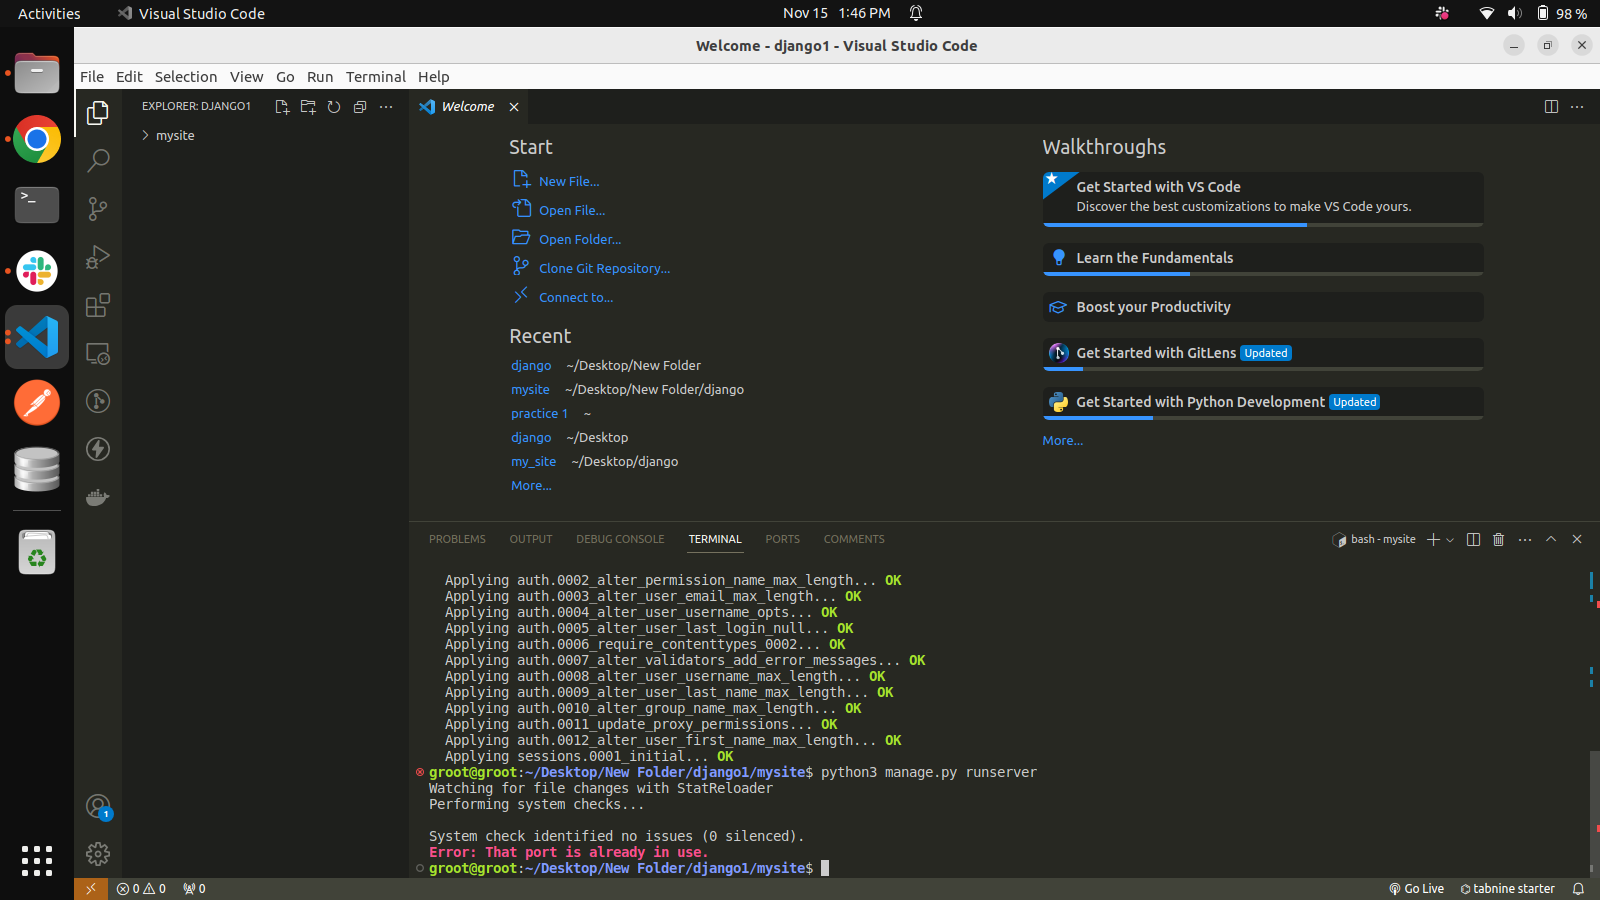 Activities
Visual Studio Code
Nov 15 1:46 PM
98 %
Welcome - django1 - Visual Studio Code
File Edit Selection View Go Run Terminal Help
EXPLORER: DJANGO1
mysite
Welcome
Start
New File...
Open File...
Open Folder...
Clone Git Repository...
Connect to...
Recent
django ~/Desktop/New Folder
mysite ~/Desktop/New Folder/django
practice 1 ~
django ~/Desktop
my_site ~/Desktop/django
More...
Walkthroughs
Get Started with VS Code
Discover the best customizations to make VS Code yours.
Learn the Fundamentals
Boost your Productivity
Get Started with GitLens Updated
Get Started with Python Development Updated
More...
PROBLEMS OUTPUT DEBUG CONSOLE TERMINAL PORTS COMMENTS
bash - mysite
Applying auth.0002_alter_permission_name_max_length... OK
Applying auth.0003_alter_user_email_max_length... OK
Applying auth.0004_alter_user_username_opts... OK
Applying auth.0005_alter_user_last_login_null... OK
Applying auth.0006_require_contenttypes_0002... OK
Applying auth.0007_alter_validators_add_error_messages... OK
Applying auth.0008_alter_user_username_max_length... OK
Applying auth.0009_alter_user_last_name_max_length... OK
Applying auth.0010_alter_group_name_max_length... OK
Applying auth.0011_update_proxy_permissions... OK
Applying auth.0012_alter_user_first_name_max_length... OK
Applying sessions.0001_initial... OK
groot@groot:~/Desktop/New Folder/django1/mysite$ python3 manage.py runserver
Watching for file changes with StatReloader
Performing system checks...
System check identified no issues (0 silenced).
Error: That port is already in use.
groot@groot:~/Desktop/New Folder/django1/mysite$
1
0 0 0
Go Live
tabnine starter